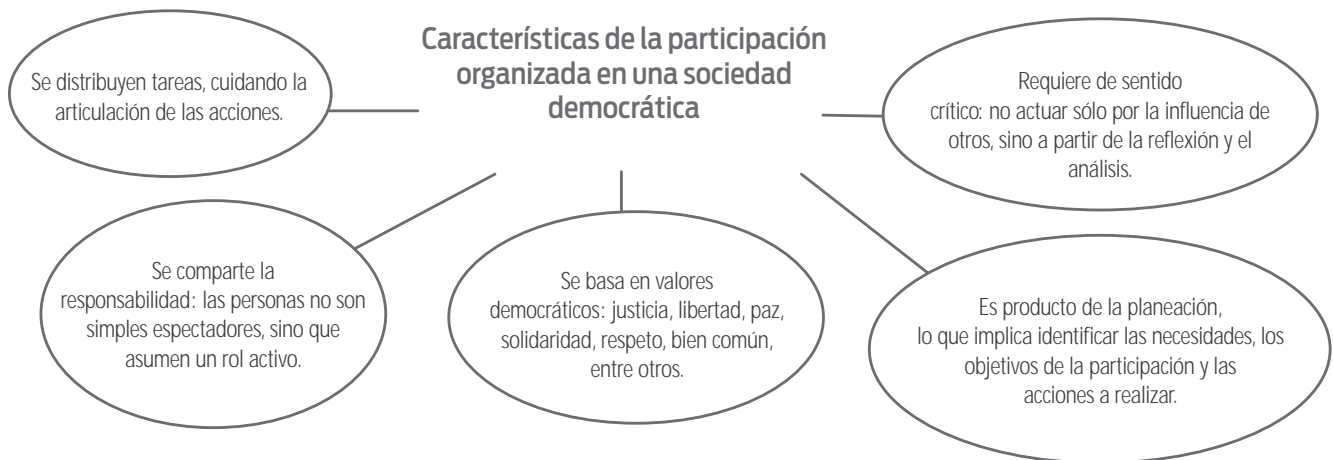 Características de la participación
organizada en una sociedad
democrática
Se distribuyen tareas, cuidando la
articulación de las acciones.
Requiere de sentido
crítico: no actuar sólo por la influencia de
otros, sino a partir de la reflexión y el
análisis.
Se comparte la
responsabilidad: las personas no son
simples espectadores, sino que
asumen un rol activo.
Se basa en valores
democráticos: justicia, libertad, paz,
solidaridad, respeto, bien común,
entre otros.
Es producto de la planeación,
lo que implica identificar las necesidades, los
objetivos de la participación y las
acciones a realizar.